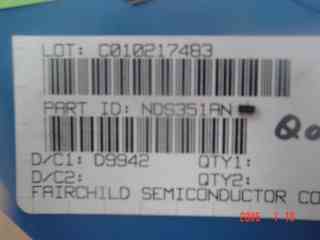 LOT: C010217483
PART ID: NDS351AN
D/C1: D9942 QTY1:
D/C2: QTY2:
FAIRCHILD SEMICONDUCTOR CO